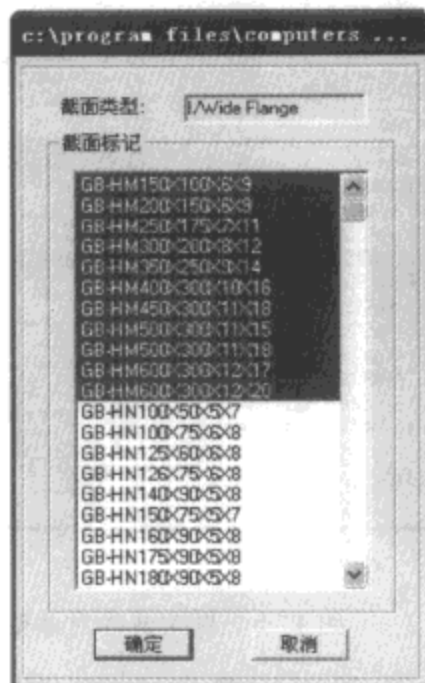 c:\program files\computers ...
截面类型: I/Wide Flange
截面标记
GB-HM150X100X6X9
GB-HM200X150X6X9
GB-HM250X175X7X11
GB-HM300X200X8X12
GB-HM350X250X9X14
GB-HM400X300X10X16
GB-HM450X300X11X18
GB-HM500X300X11X15
GB-HM500X300X11X18
GB-HM600X300X12X17
GB-HM600X300X12X20
GB-HN100X50X5X7
GB-HN100X75X6X8
GB-HN125X60X6X8
GB-HN126X75X6X8
GB-HN140X90X5X8
GB-HN150X75X5X7
GB-HN160X90X5X8
GB-HN175X90X5X8
GB-HN180X90X5X8
确定
取消